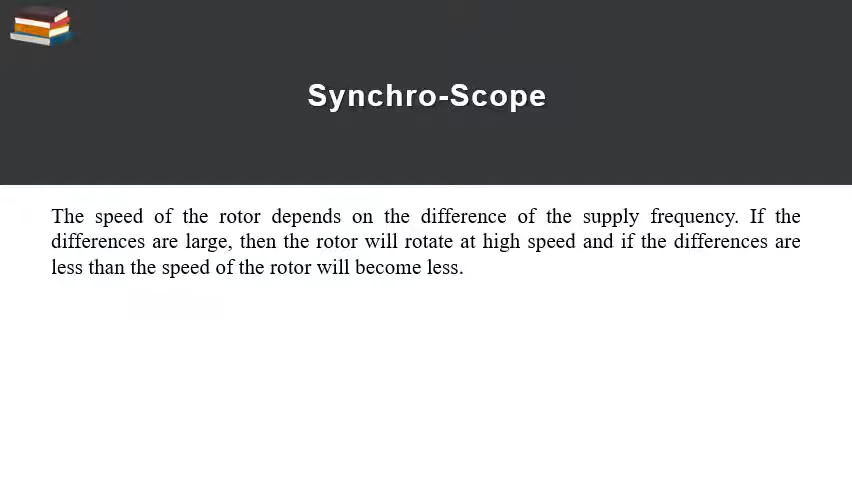 Synchro-Scope
The speed of the rotor depends on the difference of the supply frequency. If the
differences are large, then the rotor will rotate at high speed and if the differences are
less than the speed of the rotor will become less.